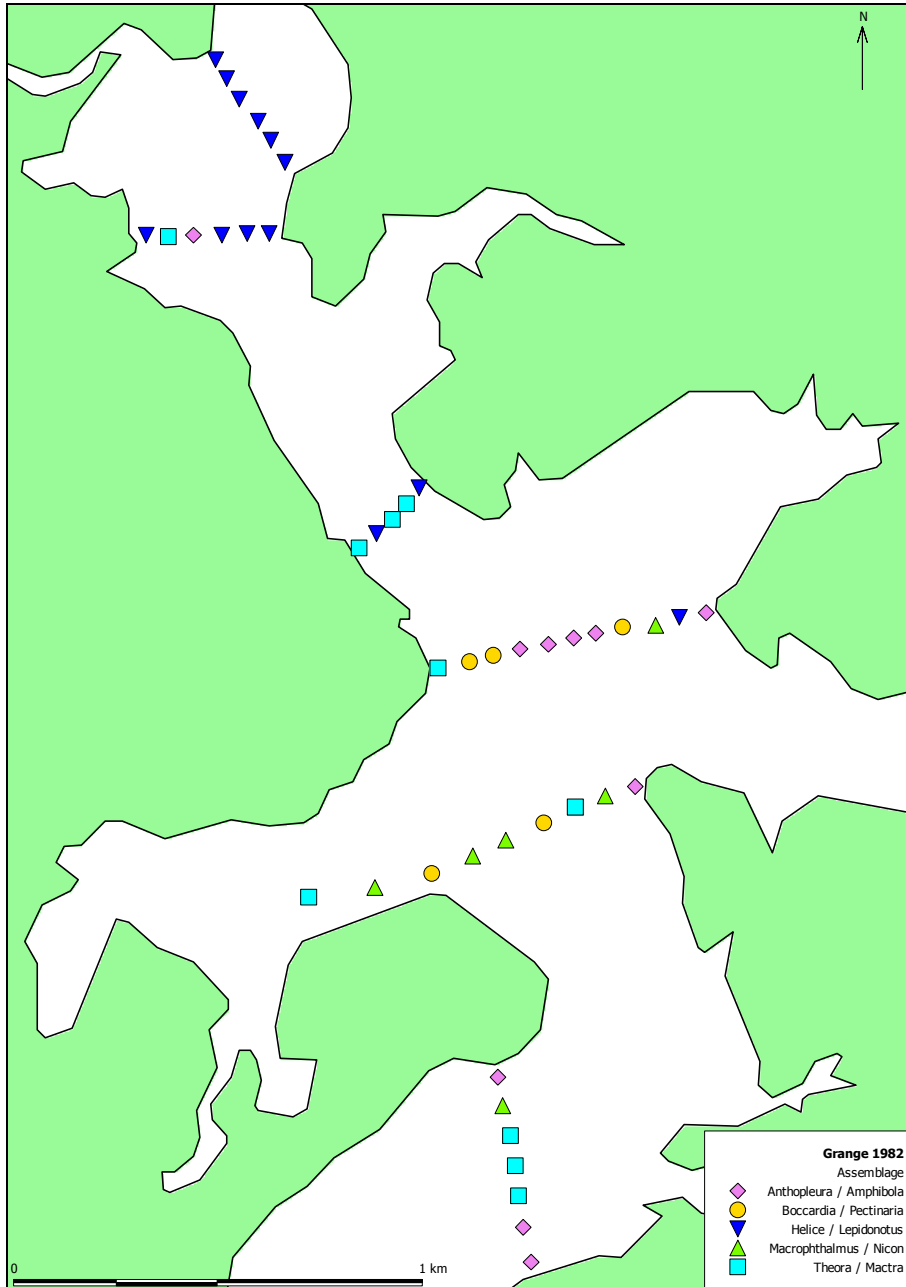 N
Grange 1982
Assemblage
Anthopleura / Amphibola
Boccardia / Pectinaria
Helice / Lepidonotus
Macrophthalmus / Nicon
Theora / Mactra
0 1 km